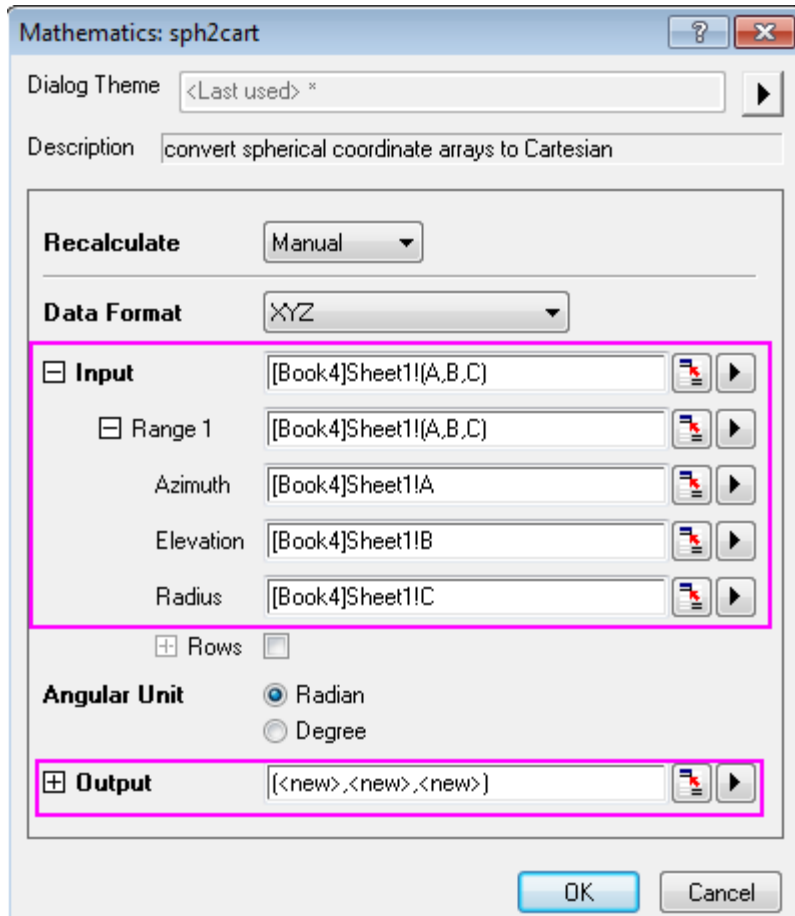 Mathematics: sph2cart
Dialog Theme <Last used> *
Description convert spherical coordinate arrays to Cartesian
Recalculate Manual
Data Format XYZ
Input [Book4]Sheet1!(A,B,C)
Range 1 [Book4]Sheet1!(A,B,C)
Azimuth [Book4]Sheet1!A
Elevation [Book4]Sheet1!B
Radius [Book4]Sheet1!C
Rows
Angular Unit Radian
Degree
Output (<new>,<new>,<new>)
OK Cancel